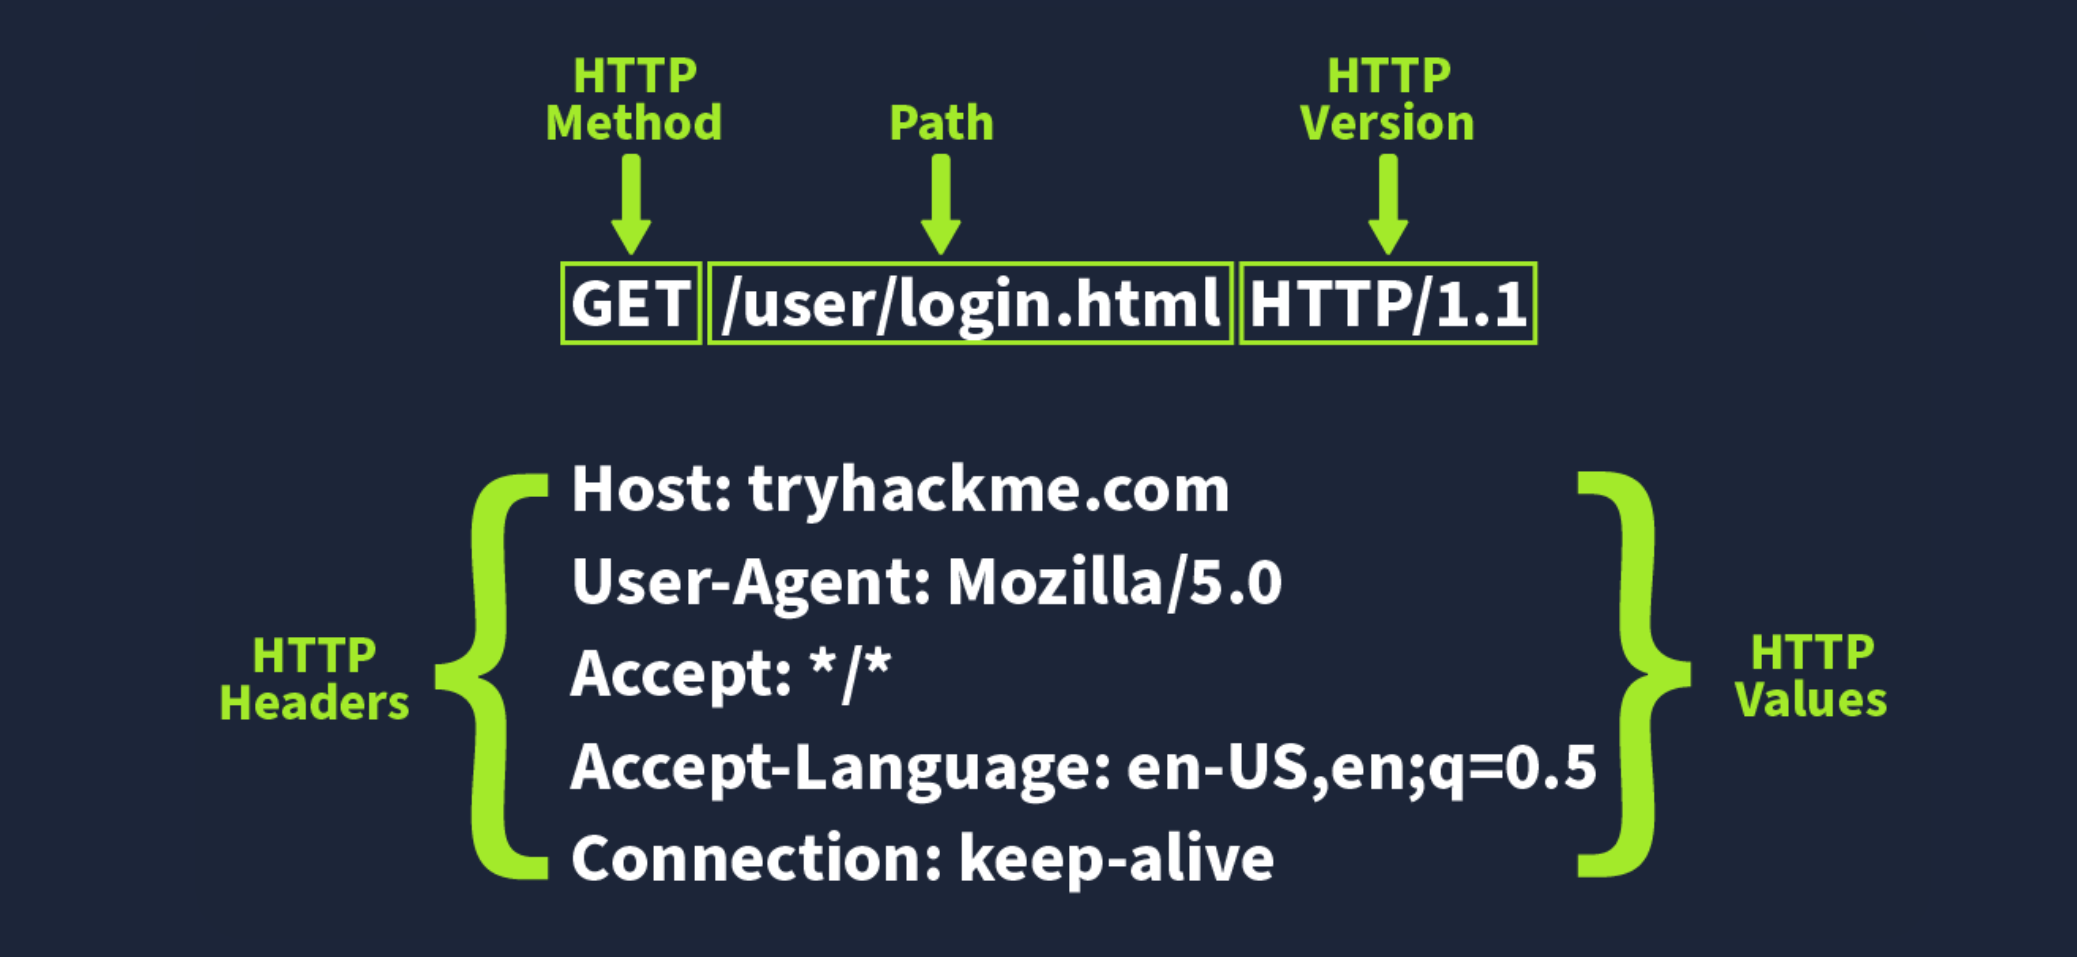 HTTP
Method
Path
HTTP
Version
GET /user/login.html HTTP/1.1
Host: tryhackme.com
User-Agent: Mozilla/5.0
Accept: */*
Accept-Language: en-US,en;q=0.5
Connection: keep-alive
HTTP
Headers
HTTP
Values